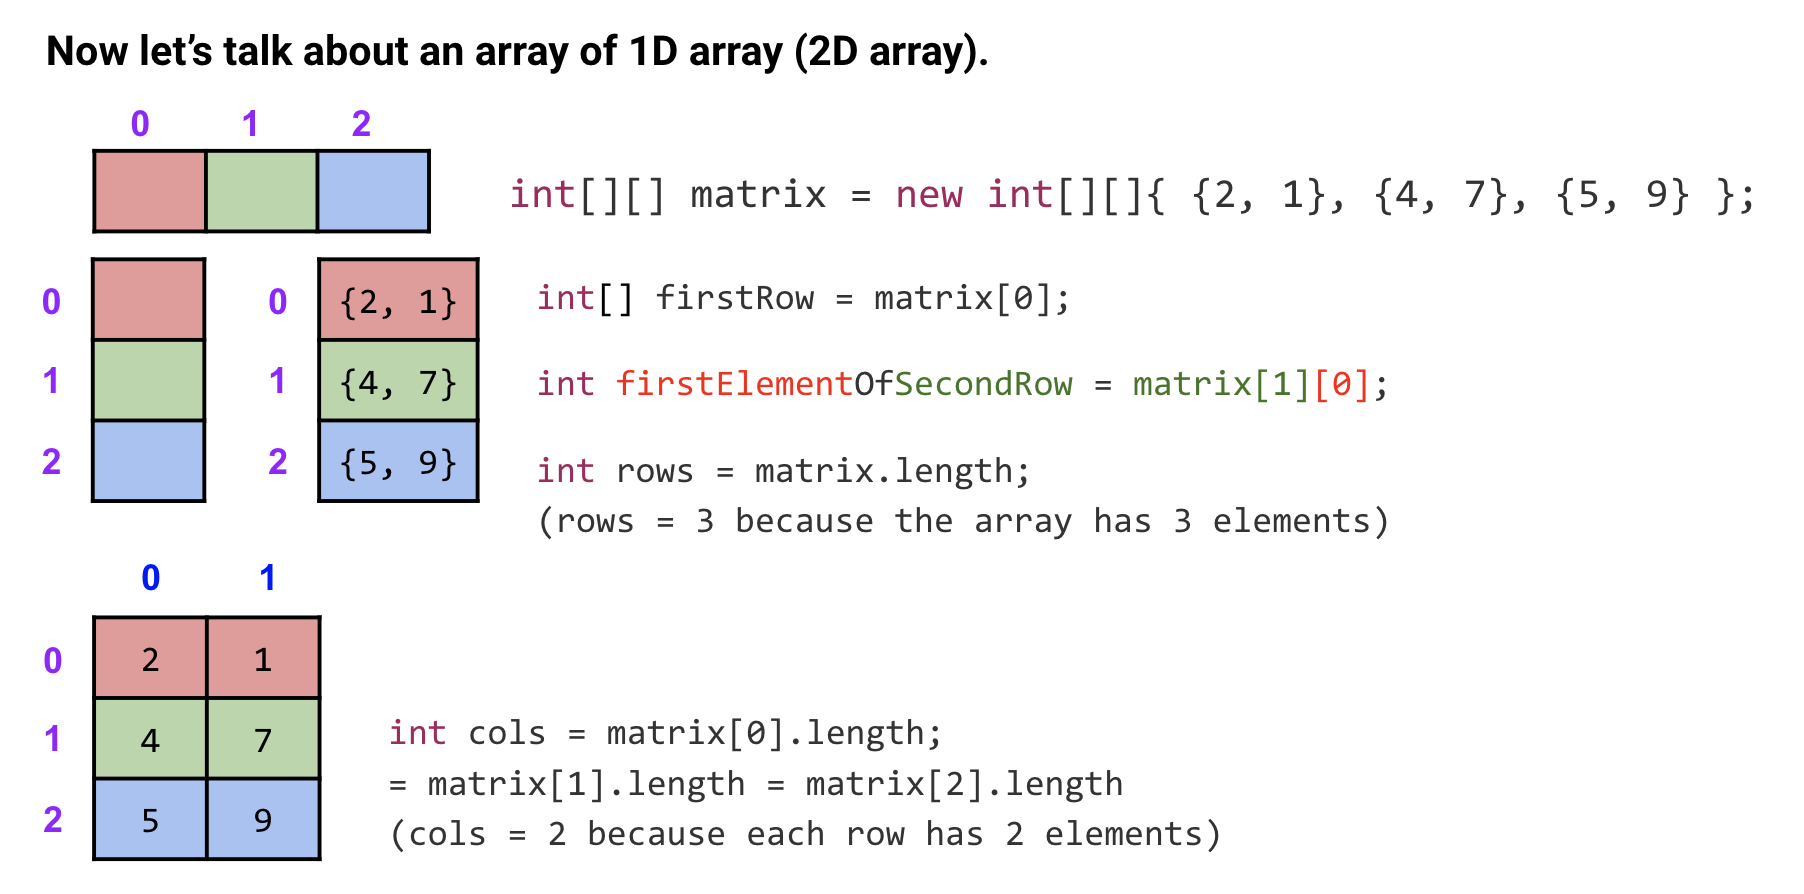 Now let's talk about an array of 1D array (2D array).
0 1 2
int[][] matrix = new int[][]{ {2, 1}, {4, 7}, {5, 9} };
0 0 {2, 1} int[] firstRow = matrix[0];
1 1 {4, 7} int firstElementOfSecondRow = matrix[1][0];
2 2 {5, 9} int rows = matrix.length;
(rows = 3 because the array has 3 elements)
0 1
0 2 1
1 4 7 int cols = matrix[0].length;
= matrix[1].length = matrix[2].length
2 5 9 (cols = 2 because each row has 2 elements)